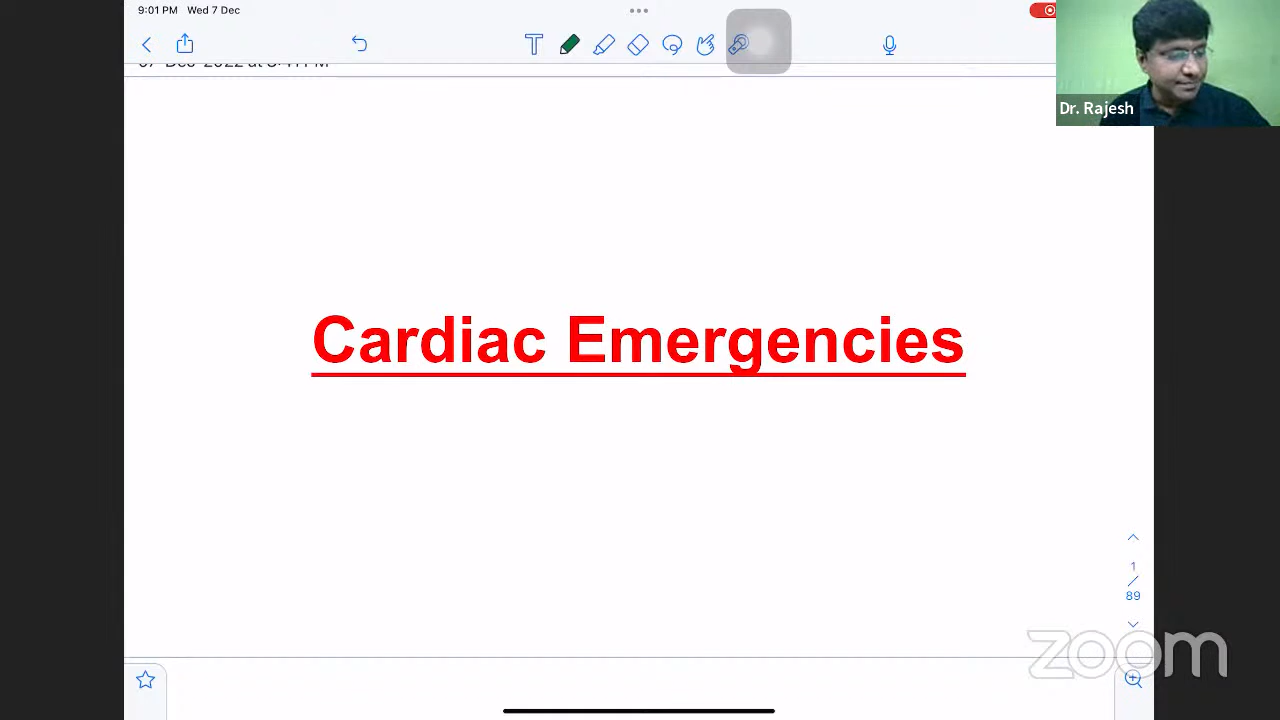 9:01 PM Wed 7 Dec
Dr. Rajesh
Cardiac Emergencies
1
/
89
zoom